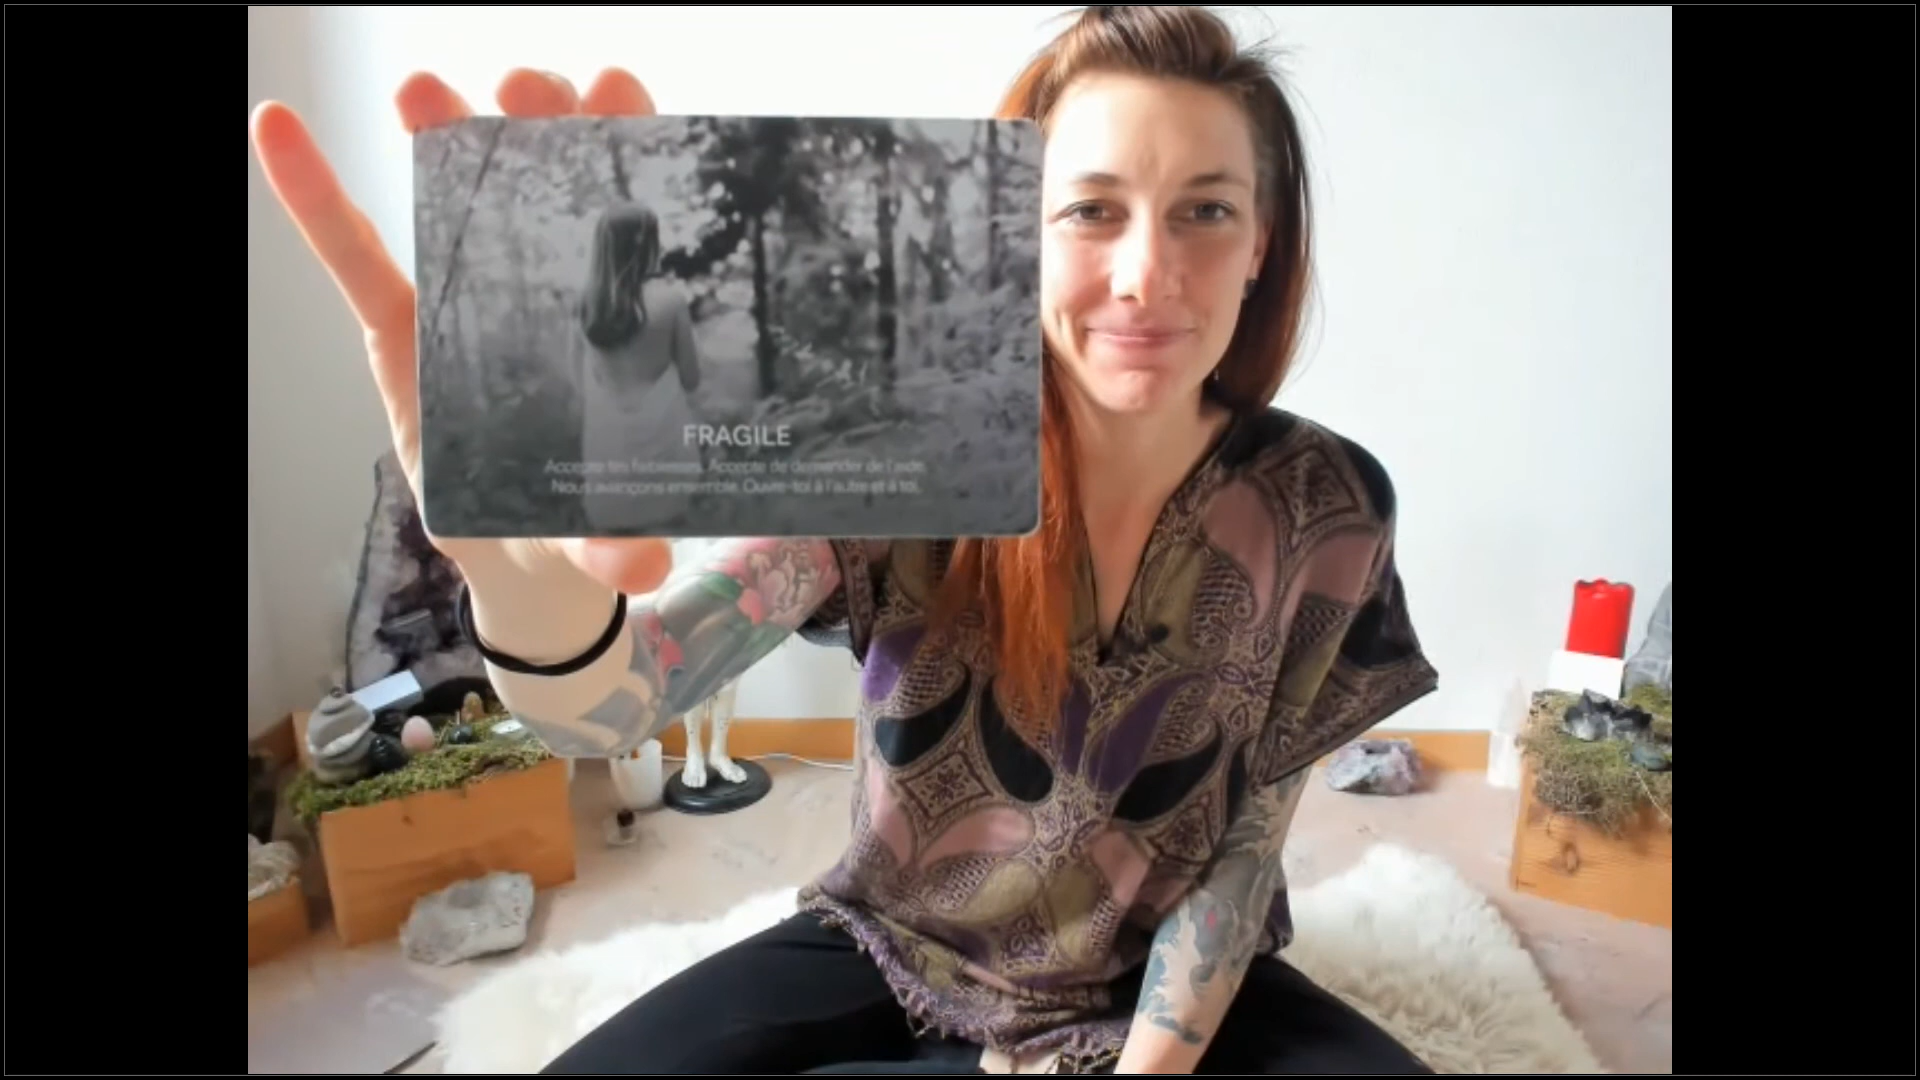 FRAGILE
Accepte tes faiblesses. Accepte de demander de l'aide.
Nous avançons ensemble. Ouvre-toi à l'autre et à toi.